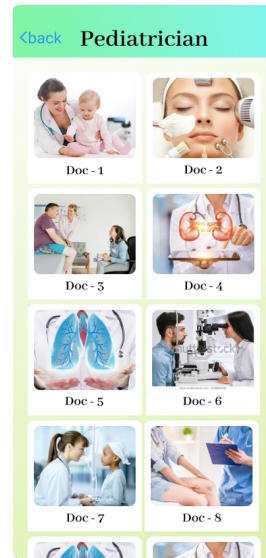 <back Pediatrician
Doc - 1 Doc - 2
Doc - 3 Doc - 4
Doc - 5 Doc - 6
Doc - 7 Doc - 8